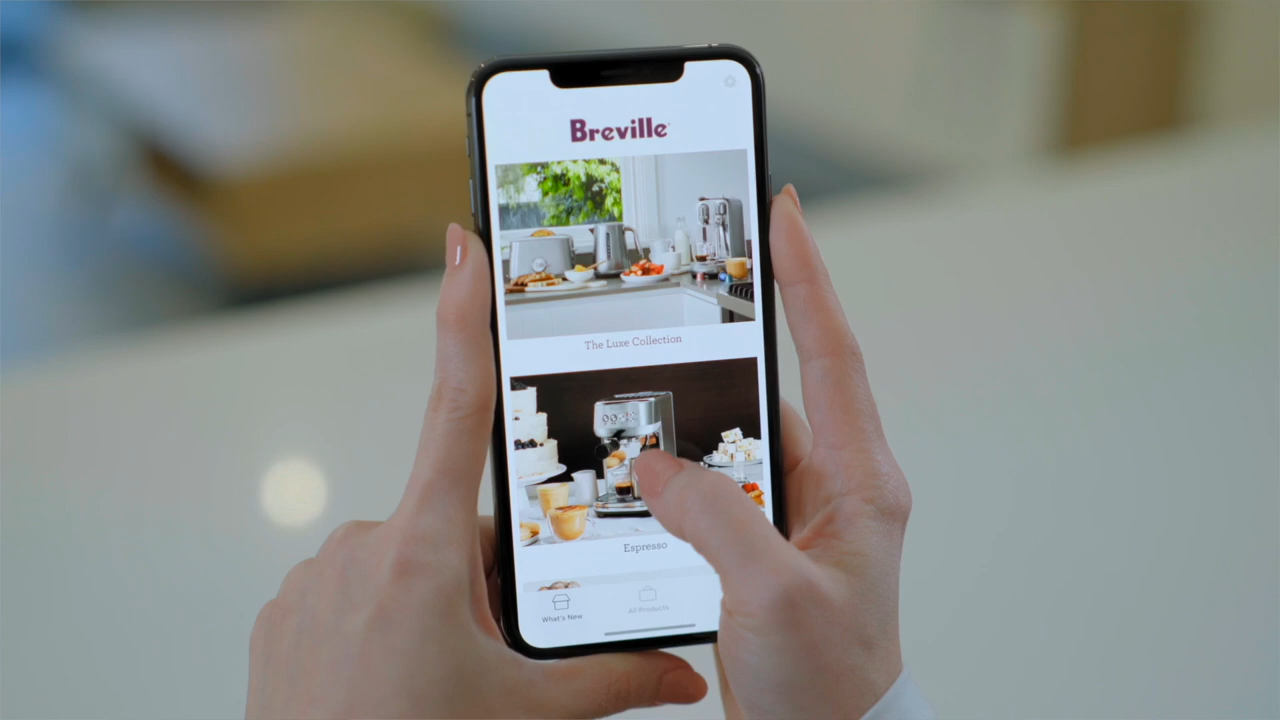 Breville
The Luxe Collection
Espresso
What's New
All Products